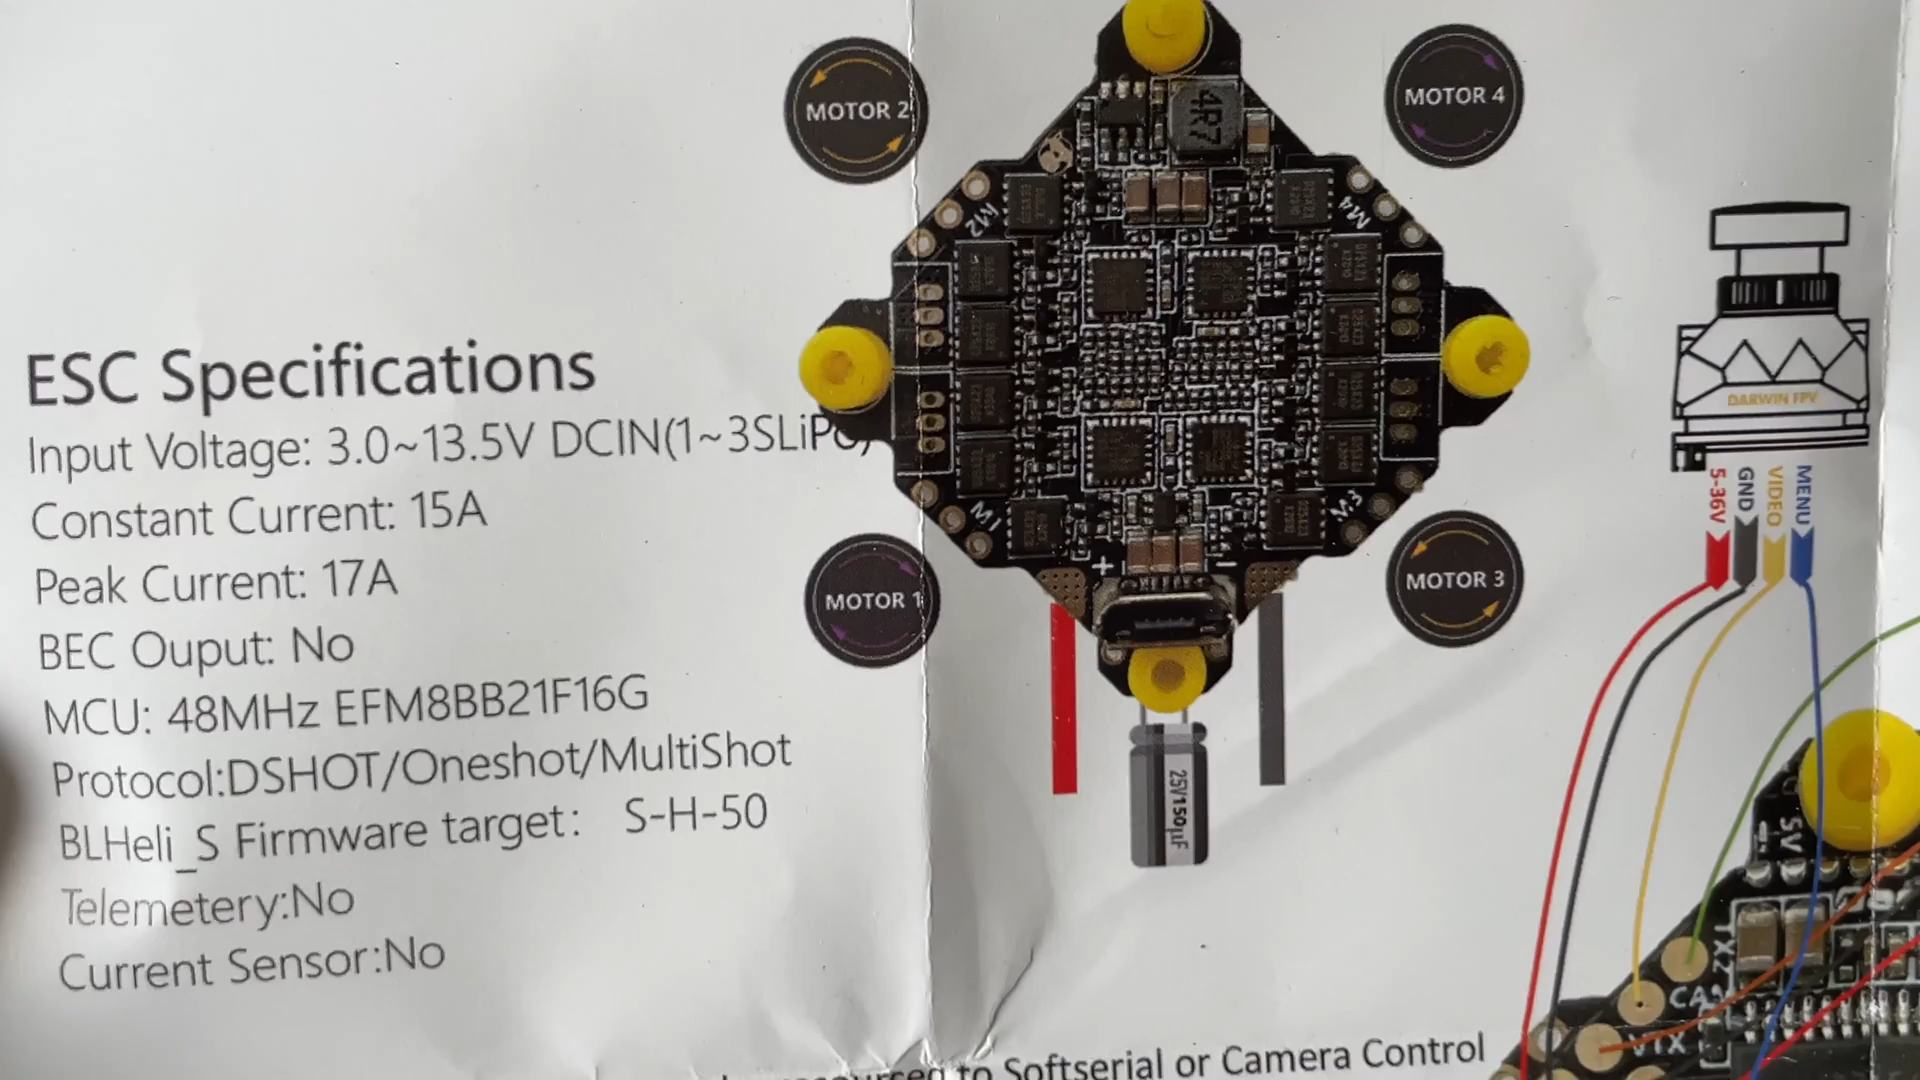 ESC Specifications
Input Voltage: 3.0~13.5V DCIN(1~3SLiPo)
Constant Current: 15A
Peak Current: 17A
BEC Ouput: No
MCU: 48MHz EFM8BB21F16G
Protocol:DSHOT/Oneshot/MultiShot
BLHeli_S Firmware target: S-H-50
Telemetery:No
Current Sensor:No
MOTOR 2
MOTOR 4
4R7
M2
M4
M1
M3
+ -
MOTOR 1
MOTOR 3
25V150µF
DARWIN FPV
5-36V
GND
VIDEO
MENU
5V
TX2
CAM
VTX
to Softserial or Camera Control